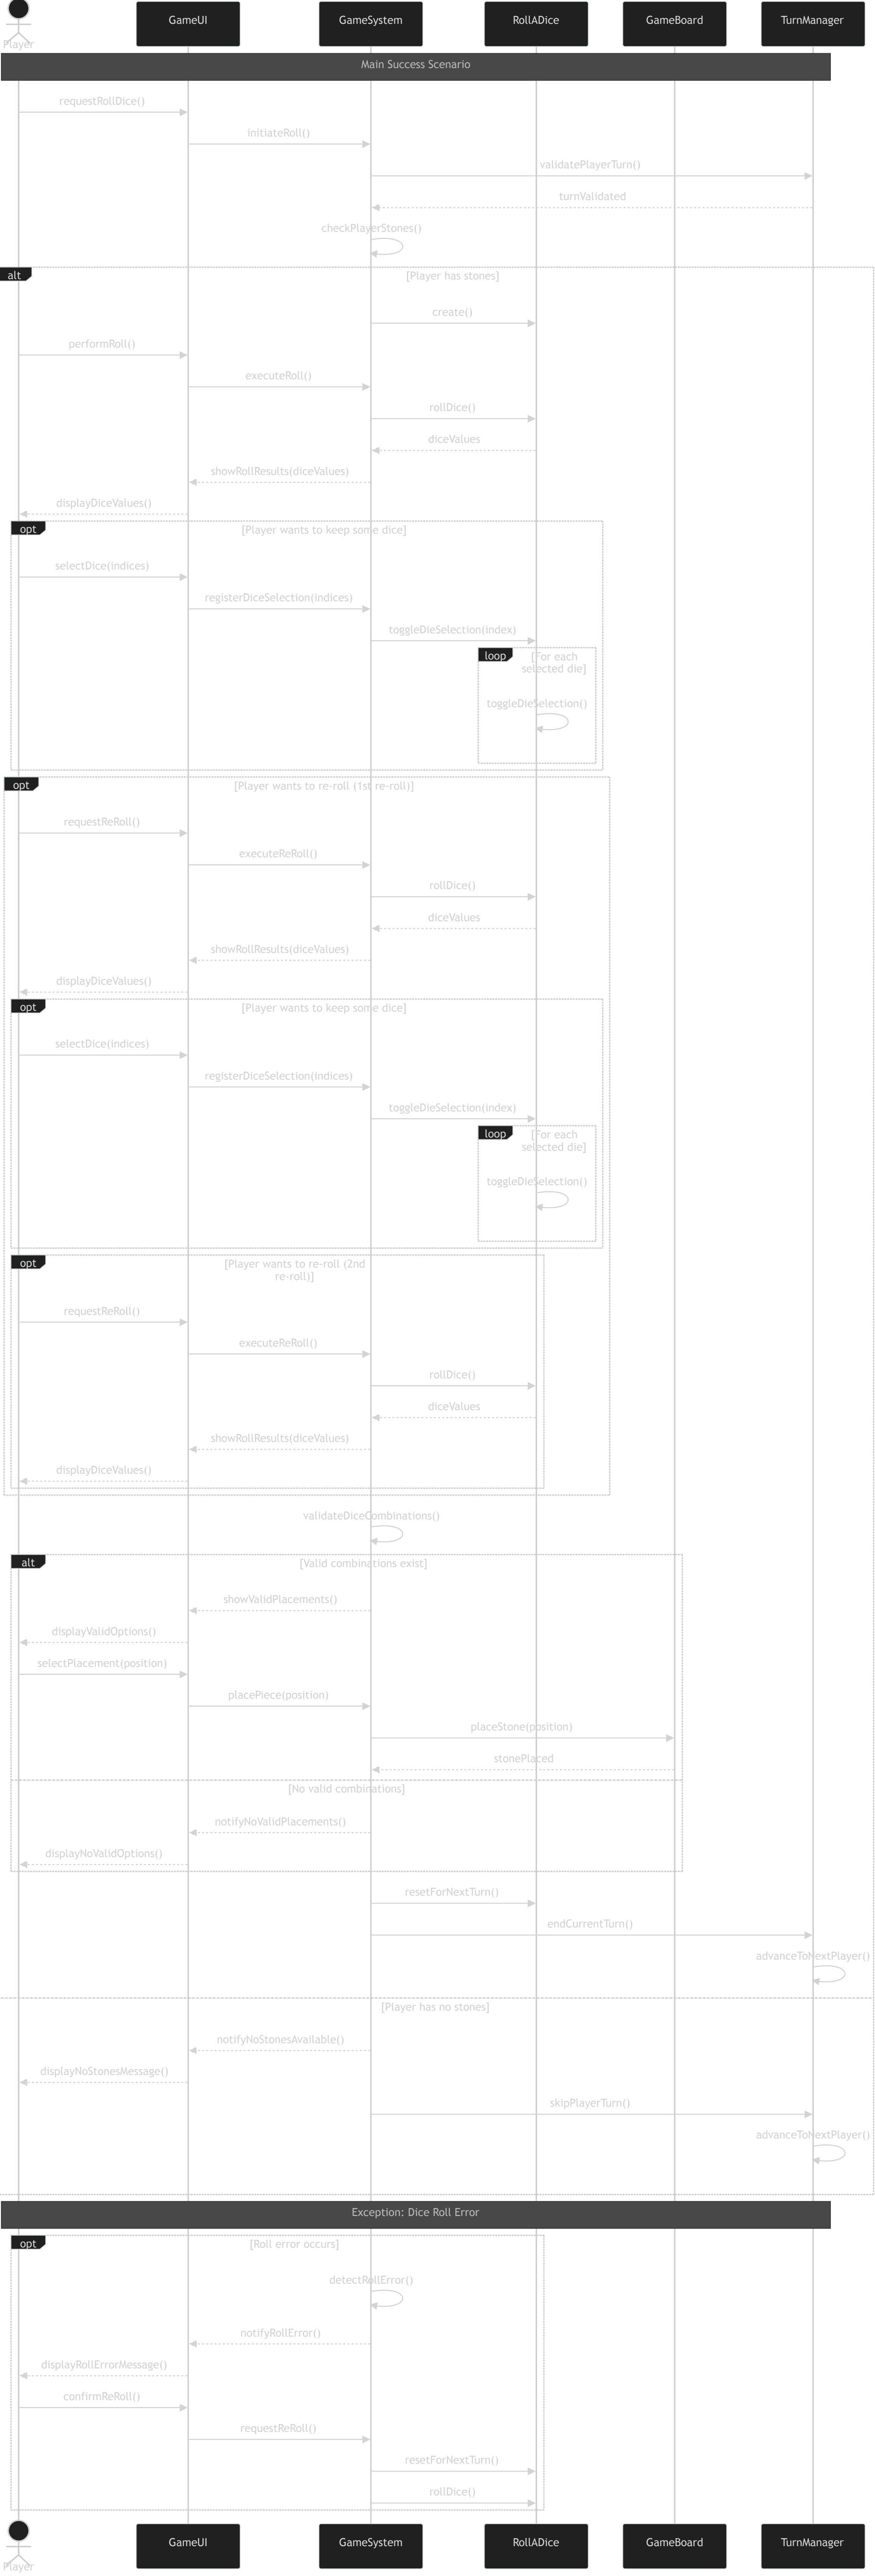 Player
GameUI
GameSystem
RollADice
GameBoard
TurnManager
Main Success Scenario
requestRollDice()
initiateRoll()
validatePlayerTurn()
turnValidated
checkPlayerStones()
alt
[Player has stones]
create()
performRoll()
executeRoll()
rollDice()
diceValues
showRollResults(diceValues)
displayDiceValues()
opt
[Player wants to keep some dice]
selectDice(indices)
registerDiceSelection(indices)
toggleDieSelection(index)
loop
[For each
selected die]
toggleDieSelection()
opt
[Player wants to re-roll (1st re-roll)]
requestReRoll()
executeReRoll()
rollDice()
diceValues
showRollResults(diceValues)
displayDiceValues()
opt
[Player wants to keep some dice]
selectDice(indices)
registerDiceSelection(indices)
toggleDieSelection(index)
loop
[For each
selected die]
toggleDieSelection()
opt
[Player wants to re-roll (2nd
re-roll)]
requestReRoll()
executeReRoll()
rollDice()
diceValues
showRollResults(diceValues)
displayDiceValues()
validateDiceCombinations()
alt
[Valid combinations exist]
showValidPlacements()
displayValidOptions()
selectPlacement(position)
placePiece(position)
placeStone(position)
stonePlaced
[No valid combinations]
notifyNoValidPlacements()
displayNoValidOptions()
resetForNextTurn()
endCurrentTurn()
advanceToNextPlayer()
[Player has no stones]
notifyNoStonesAvailable()
displayNoStonesMessage()
skipPlayerTurn()
advanceToNextPlayer()
Exception: Dice Roll Error
opt
[Roll error occurs]
detectRollError()
notifyRollError()
displayRollErrorMessage()
confirmReRoll()
requestReRoll()
resetForNextTurn()
rollDice()
Player
GameUI
GameSystem
RollADice
GameBoard
TurnManager